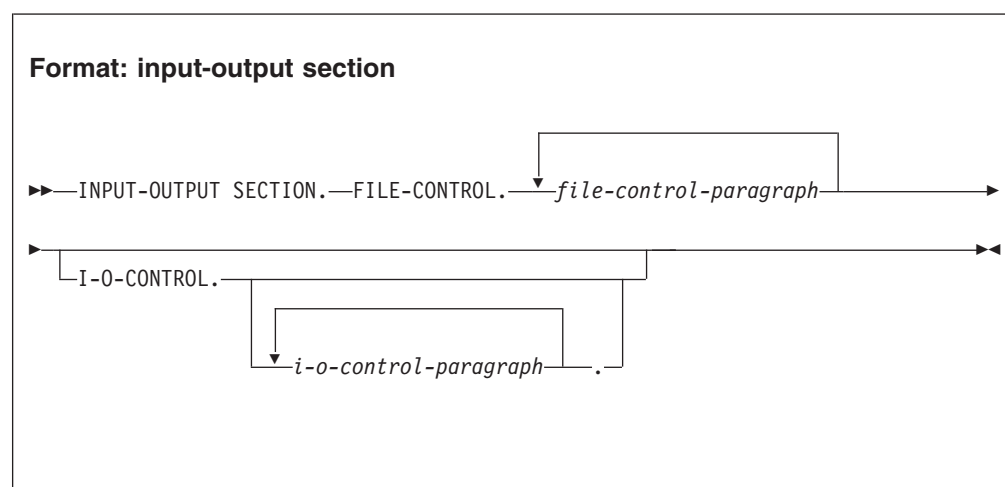 Format: input-output section
INPUT-OUTPUT SECTION. FILE-CONTROL. file-control-paragraph
I-O-CONTROL.
i-o-control-paragraph .